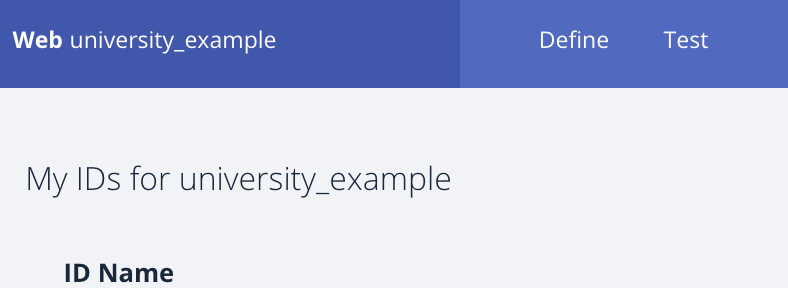 Web university_example Define Test
My IDs for university_example
ID Name